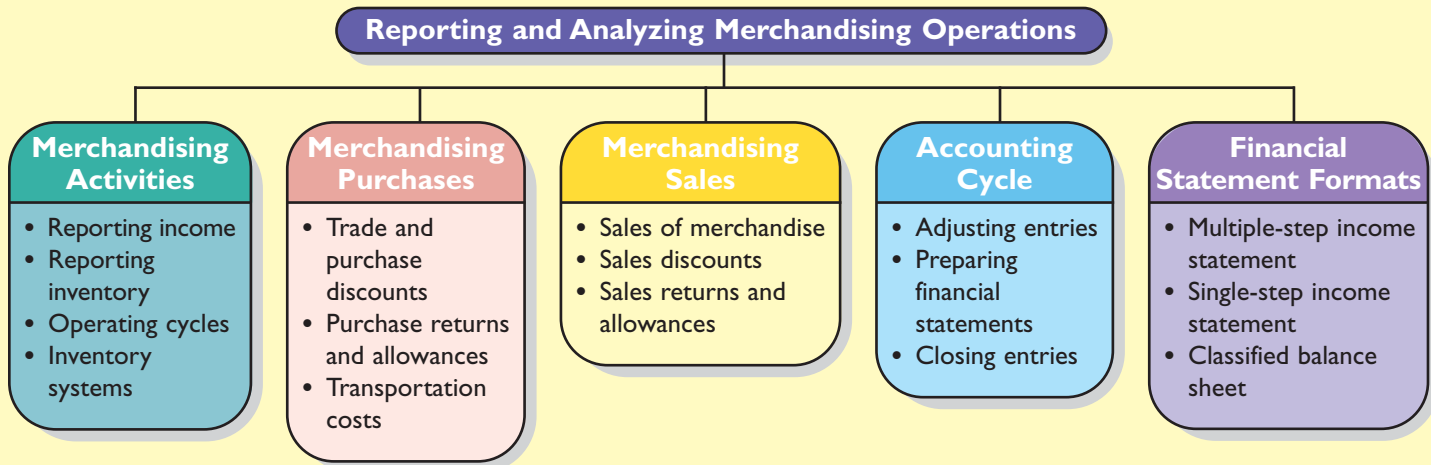 Reporting and Analyzing Merchandising Operations
Merchandising
Activities
• Reporting income
• Reporting
inventory
• Operating cycles
• Inventory
systems
Merchandising
Purchases
• Trade and
purchase
discounts
• Purchase returns
and allowances
• Transportation
costs
Merchandising
Sales
• Sales of merchandise
• Sales discounts
• Sales returns and
allowances
Accounting
Cycle
• Adjusting entries
• Preparing
financial
statements
• Closing entries
Financial
Statement Formats
• Multiple-step income
statement
• Single-step income
statement
• Classified balance
sheet